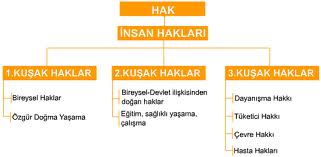 HAK
İNSAN HAKLARI
1.KUŞAK HAKLAR
Bireysel Haklar
Özgür Doğma Yaşama
2.KUŞAK HAKLAR
Bireysel-Devlet ilişkisinden
doğan haklar
Eğitim, sağlıklı yaşama,
çalışma
3.KUŞAK HAKLAR
Dayanışma Hakkı
Tüketici Hakkı
Çevre Hakkı
Hasta Hakları